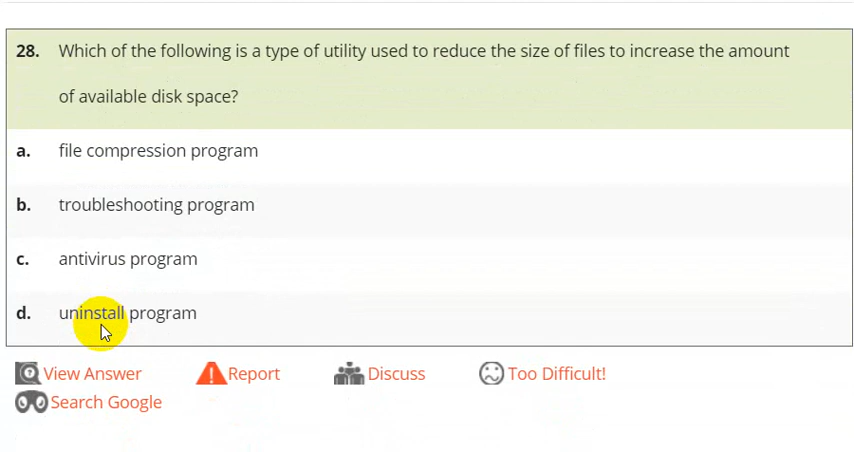 28. Which of the following is a type of utility used to reduce the size of files to increase the amount
of available disk space?
a. file compression program
b. troubleshooting program
c. antivirus program
d. uninstall program
View Answer Report Discuss Too Difficult!
Search Google